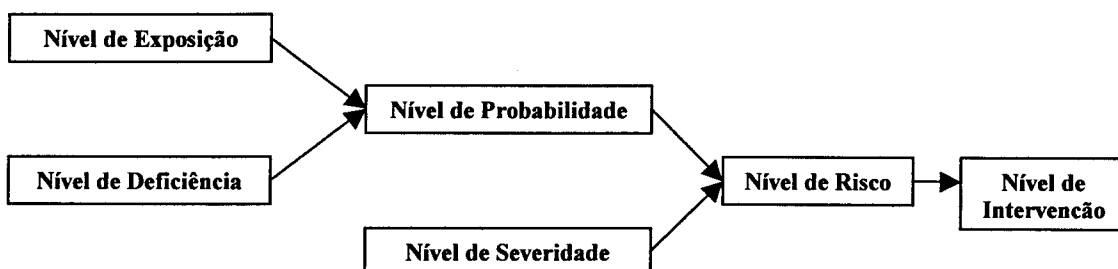 Nível de Exposição
Nível de Probabilidade
Nível de Deficiência
Nível de Risco
Nível de
Intervencão
Nível de Severidade